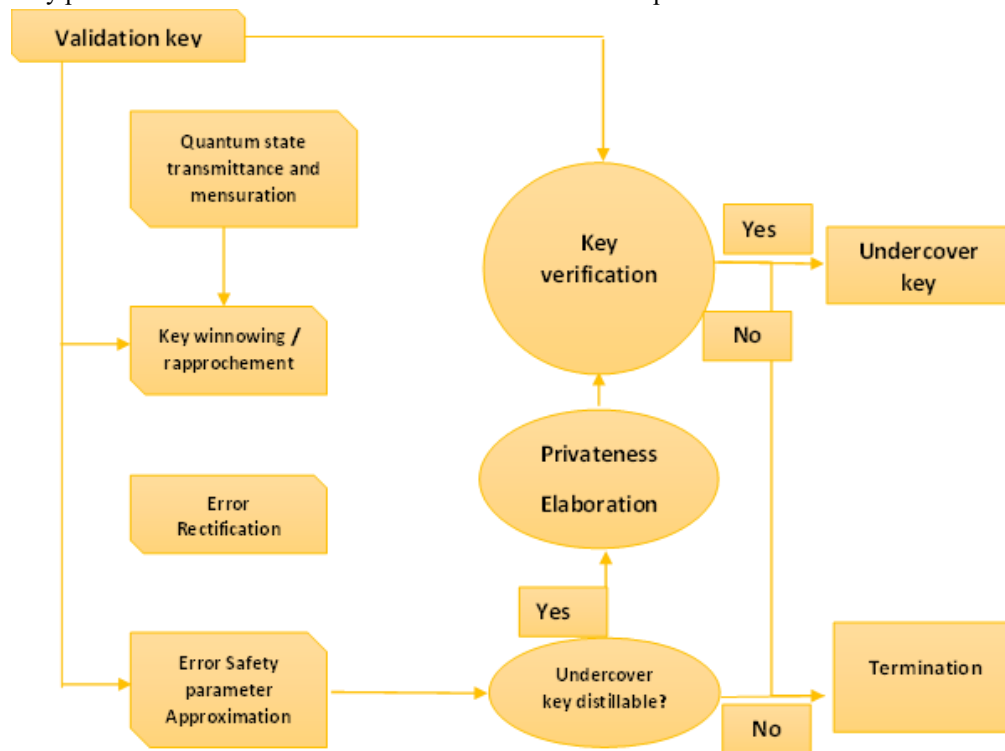 Validation key
Quantum state
transmittance and
mensuration
Key
verification
Yes
Undercover
key
No
Key winnowing /
rapprochement
Privateness
Elaboration
Error
Rectification
Yes
Error Safety
parameter
Approximation
Undercover
key distillable?
Termination
No